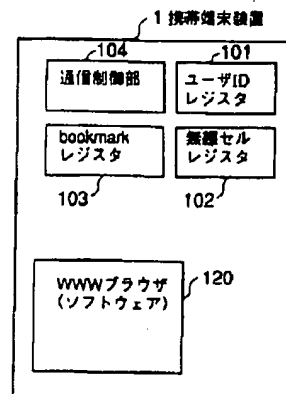 1 携帯端末装置
104
101
通信制御部
ユーザID
レジスタ
bookmark
レジスタ
無線セル
レジスタ
103
102
WWWブラウザ
(ソフトウェア)
120